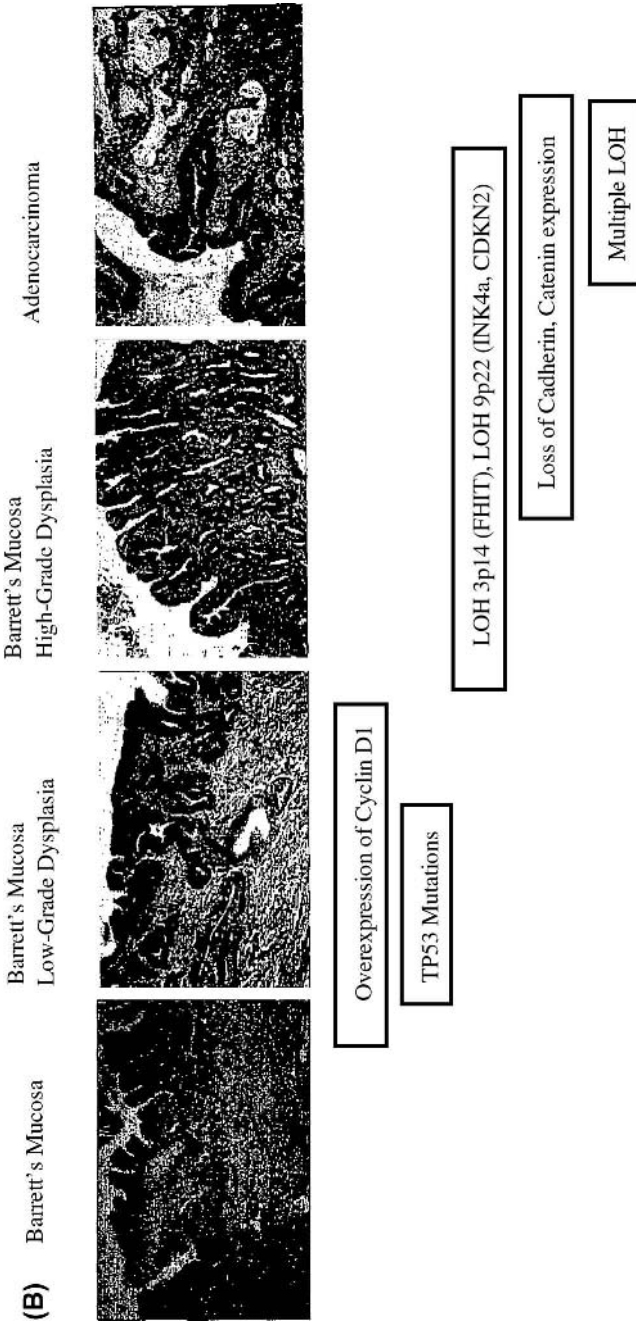 (B)
Barrett's Mucosa
Barrett's Mucosa
Low-Grade Dysplasia
Barrett's Mucosa
High-Grade Dysplasia
Adenocarcinoma
Overexpression of Cyclin D1
TP53 Mutations
LOH 3p14 (FHIT), LOH 9p22 (INK4a, CDKN2)
Loss of Cadherin, Catenin expression
Multiple LOH